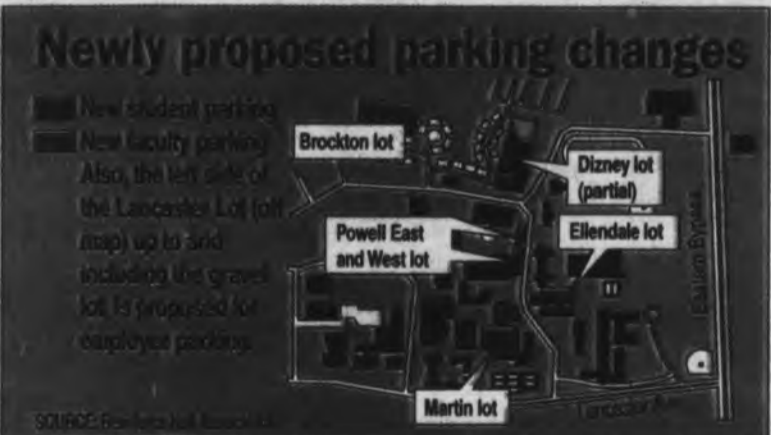 Newly proposed parking changes
New student parking
New faculty parking
Also, the left side of
the Lancaster Lot (off
map) up to and
including the gravel
lot, is proposed for
employee parking.
Brockton lot
Dizney lot
(partial)
Powell East
and West lot
Ellendale lot
Martin lot
Eastern Bypass
Lancaster Ave.
SOURCE: